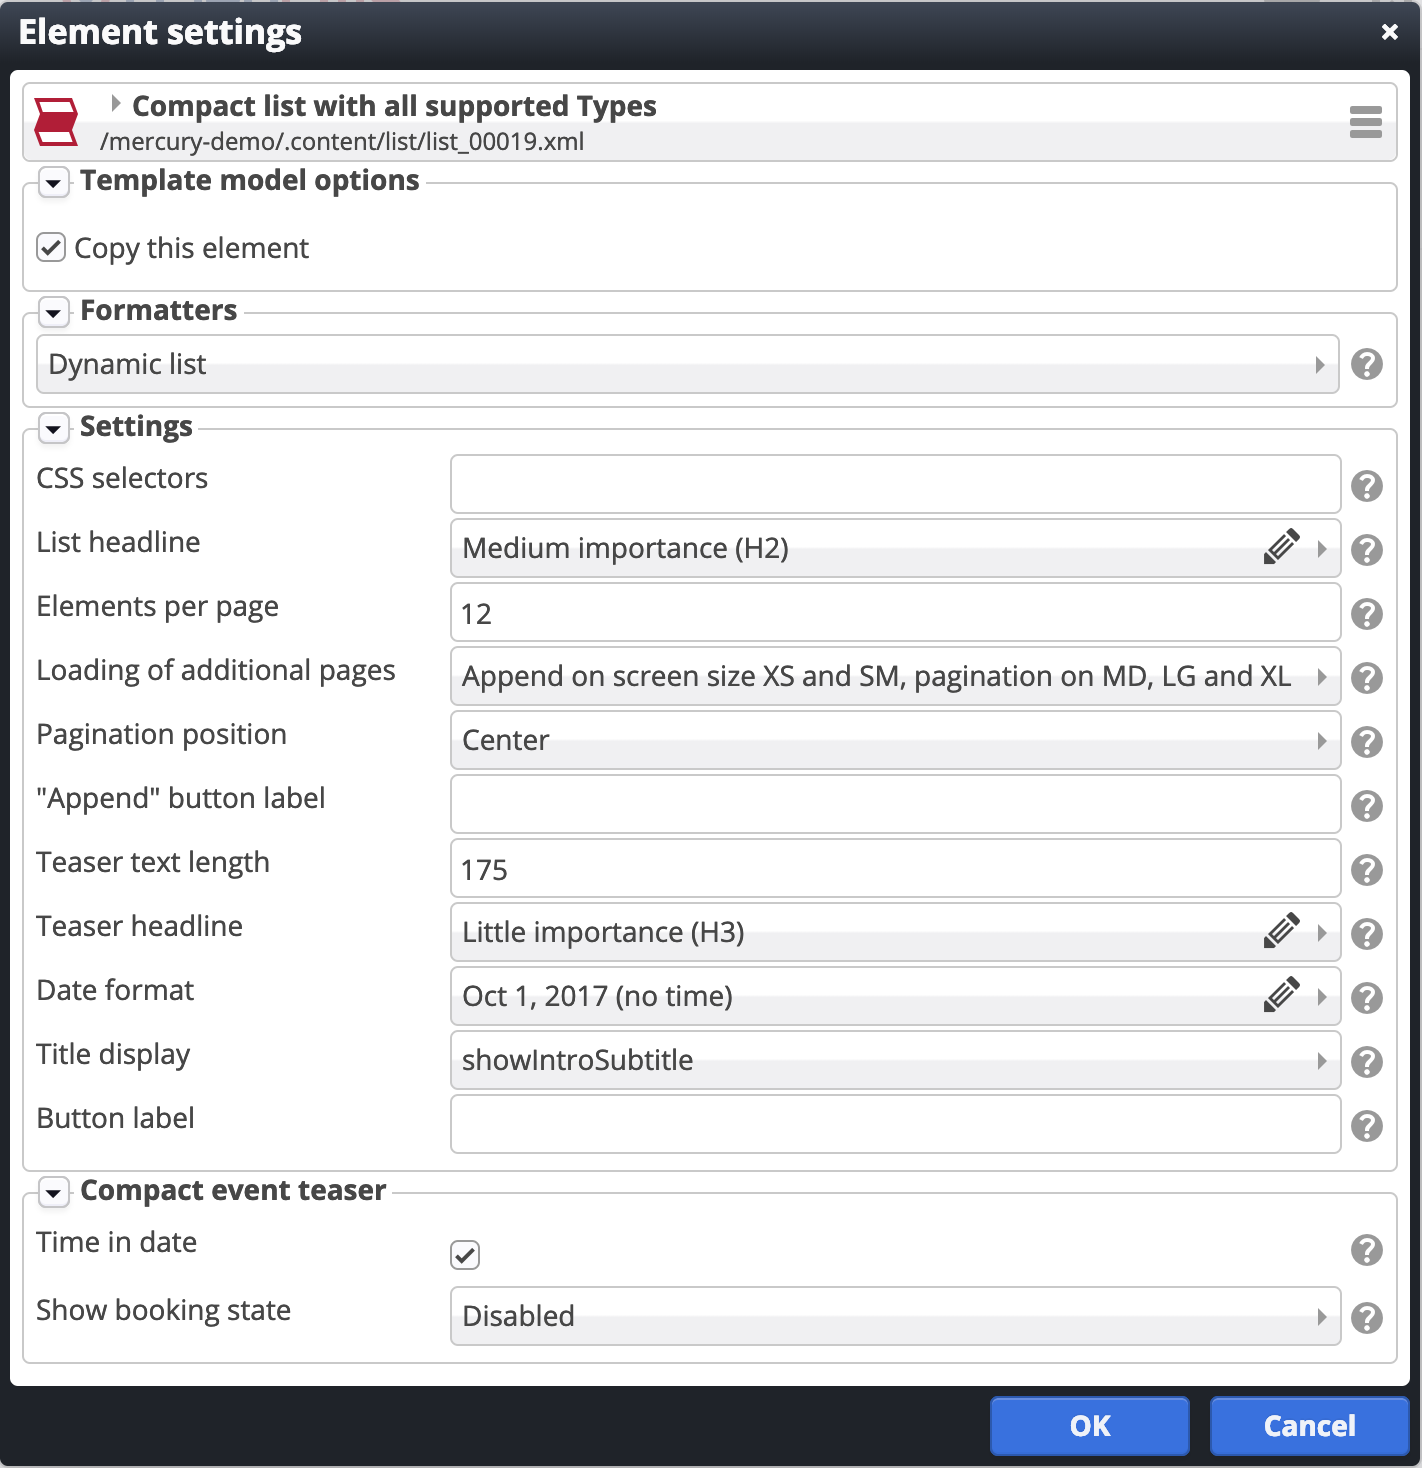 Element settings
Compact list with all supported Types
/mercury-demo/.content/list/list_00019.xml
Template model options
Copy this element
Formatters
Dynamic list
Settings
CSS selectors
List headline
Medium importance (H2)
Elements per page
12
Loading of additional pages
Append on screen size XS and SM, pagination on MD, LG and XL
Pagination position
Center
"Append" button label
Teaser text length
175
Teaser headline
Little importance (H3)
Date format
Oct 1, 2017 (no time)
Title display
showIntroSubtitle
Button label
Compact event teaser
Time in date
Show booking state
Disabled
OK
Cancel